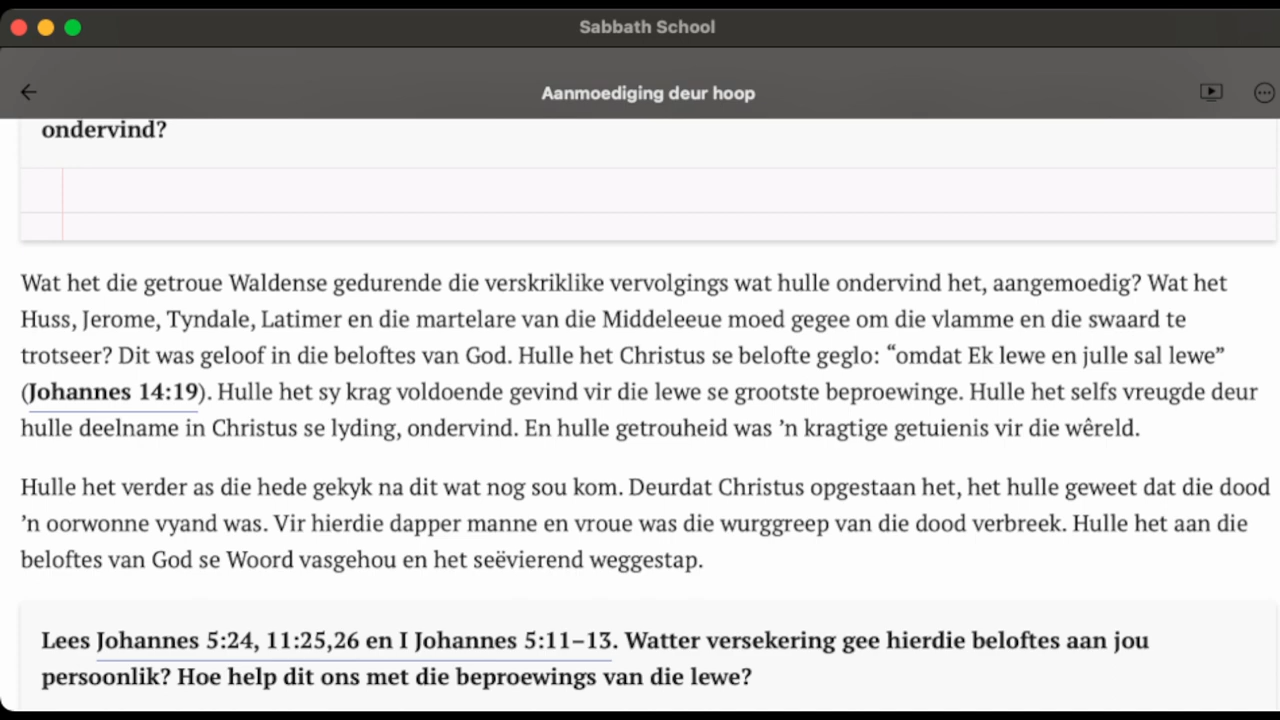 Sabbath School
Aanmoediging deur hoop
ondervind?
Wat het die getroue Waldense gedurende die verskriklike vervolgings wat hulle ondervind het, aangemoedig? Wat het
Huss, Jerome, Tyndale, Latimer en die martelare van die Middeleeue moed gegee om die vlamme en die swaard te
trotseer? Dit was geloof in die beloftes van God. Hulle het Christus se belofte geglo: “omdat Ek lewe en julle sal lewe”
(Johannes 14:19). Hulle het sy krag voldoende gevind vir die lewe se grootste beproewinge. Hulle het selfs vreugde deur
hulle deelname in Christus se lyding, ondervind. En hulle getrouheid was ’n kragtige getuienis vir die wêreld.
Hulle het verder as die hede gekyk na dit wat nog sou kom. Deurdat Christus opgestaan het, het hulle geweet dat die dood
’n oorwonne vyand was. Vir hierdie dapper manne en vroue was die wurggreep van die dood verbreek. Hulle het aan die
beloftes van God se Woord vasgehou en het seëvierend weggestap.
Lees Johannes 5:24, 11:25,26 en I Johannes 5:11–13. Watter versekering gee hierdie beloftes aan jou
persoonlik? Hoe help dit ons met die beproewings van die lewe?